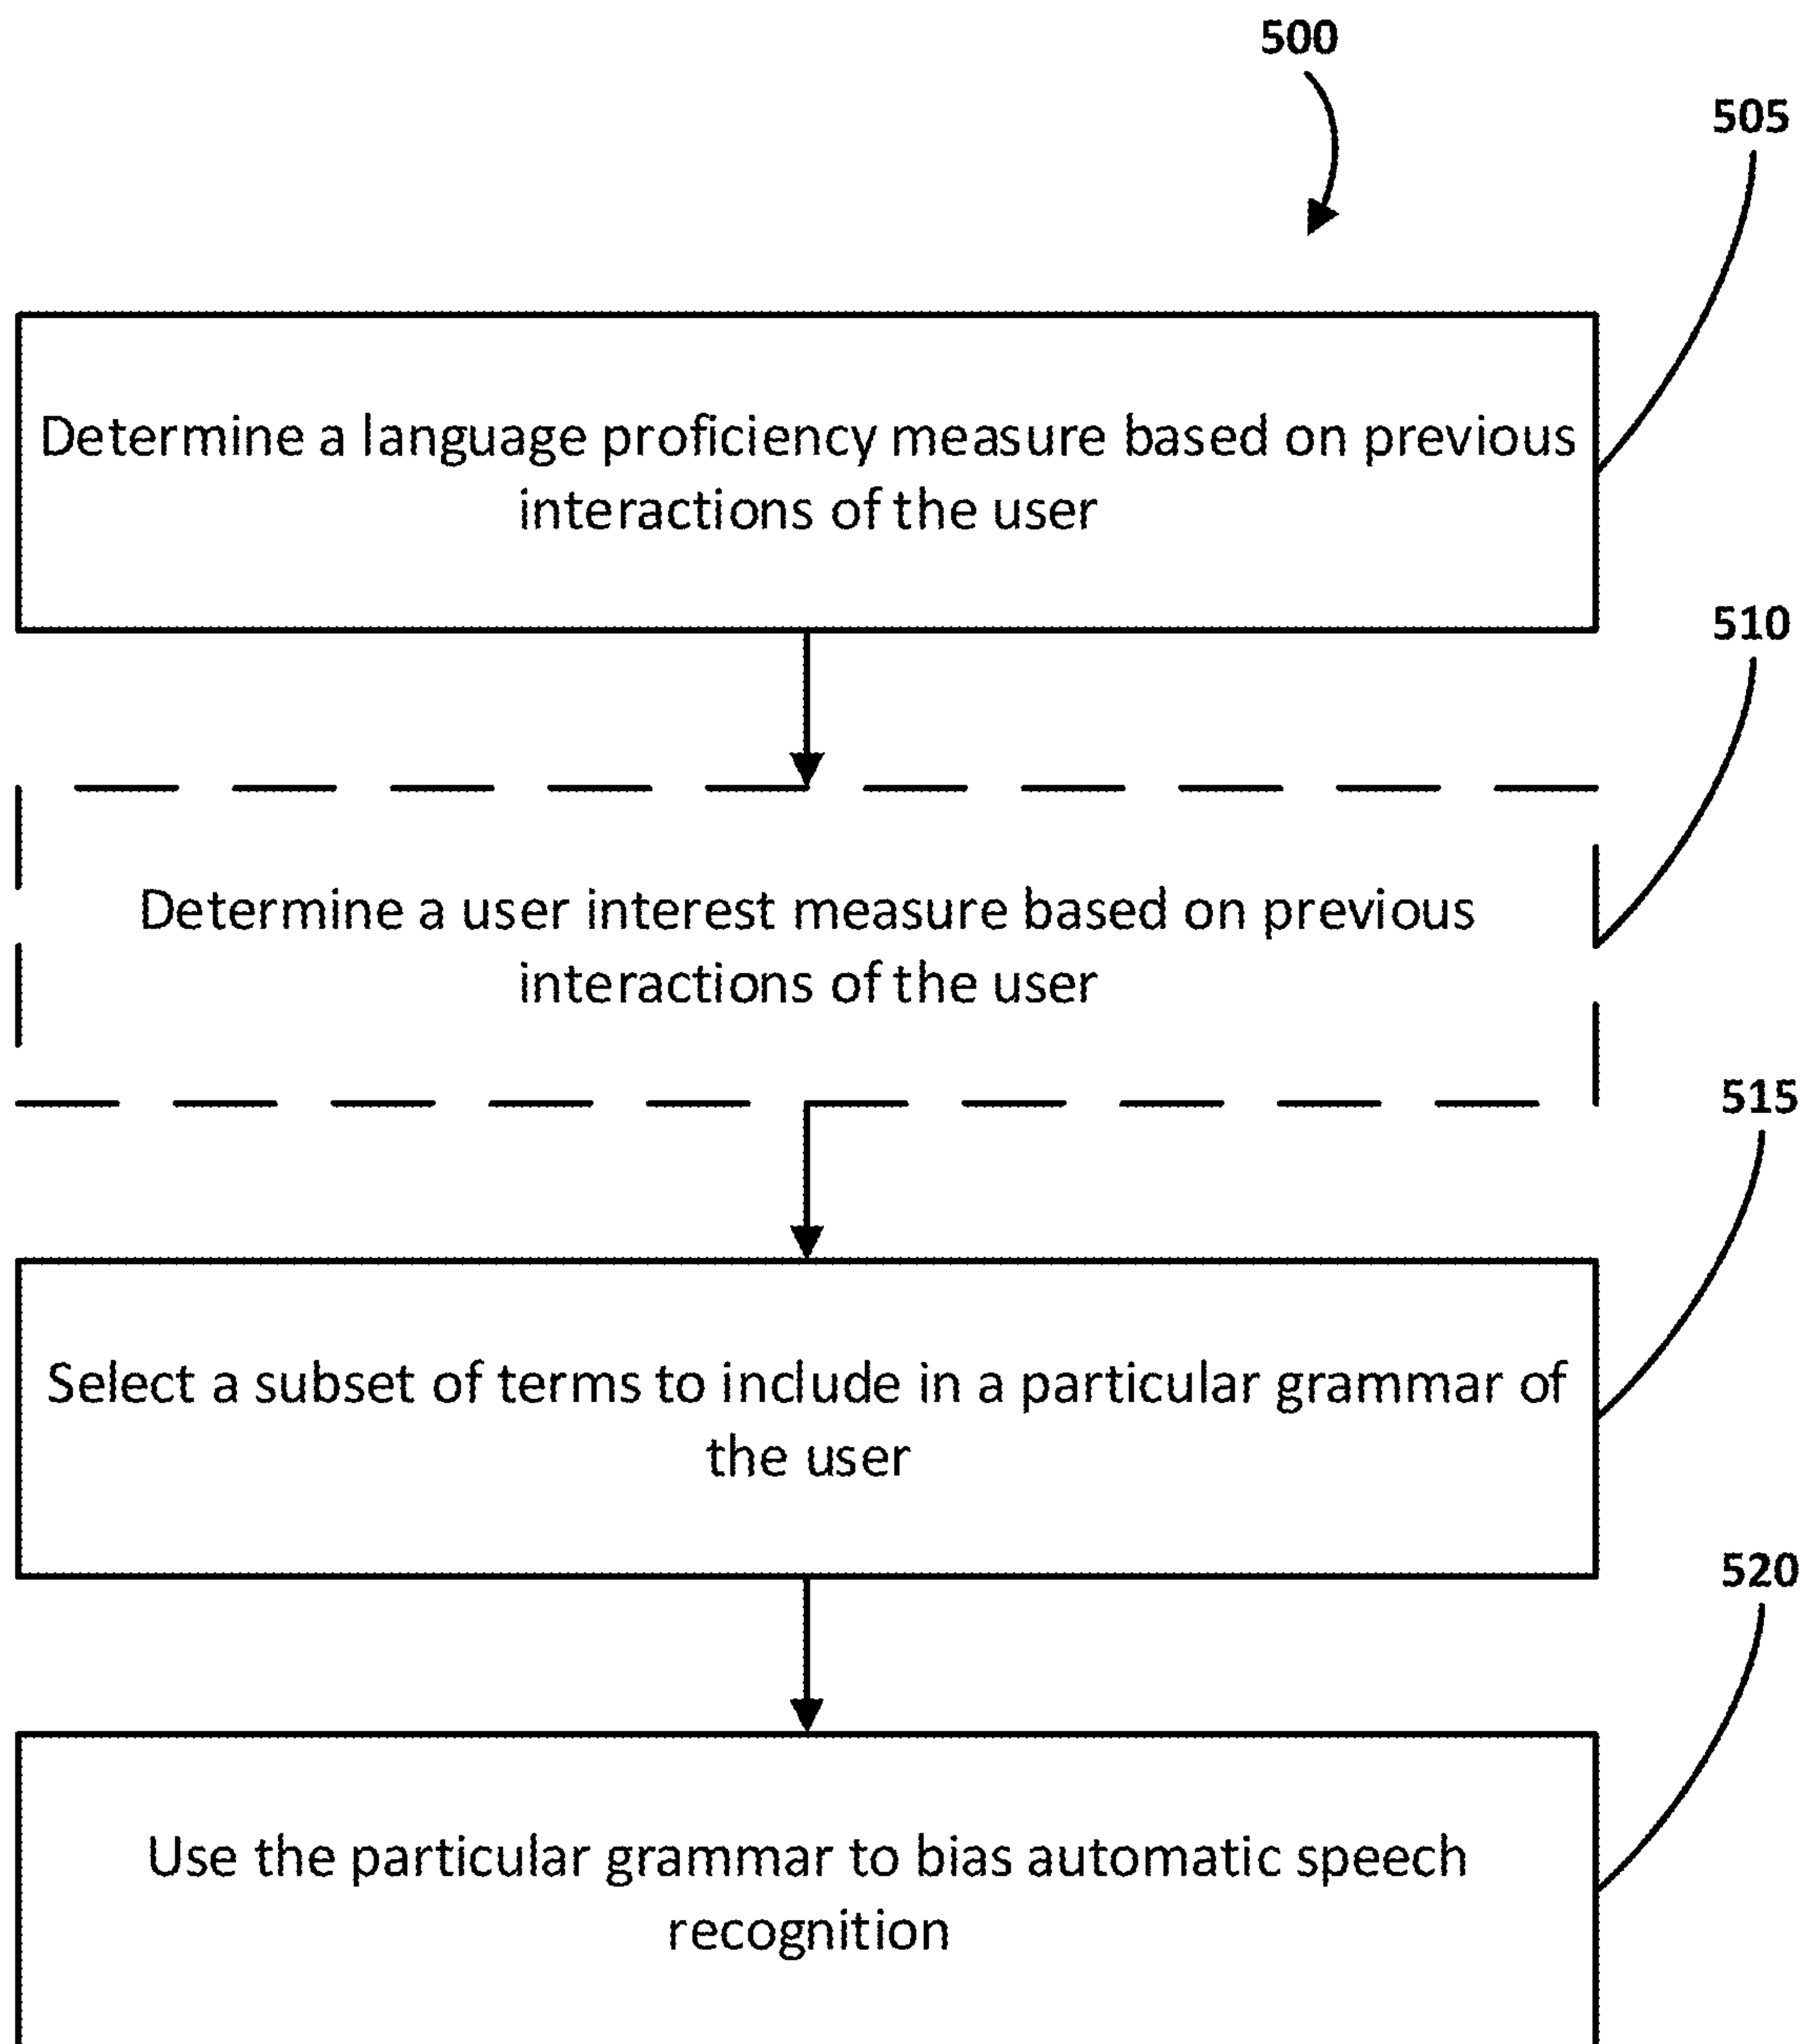 500
505
Determine a language proficiency measure based on previous
interactions of the user
510
Determine a user interest measure based on previous
interactions of the user
515
Select a subset of terms to include in a particular grammar of
the user
520
Use the particular grammar to bias automatic speech
recognition